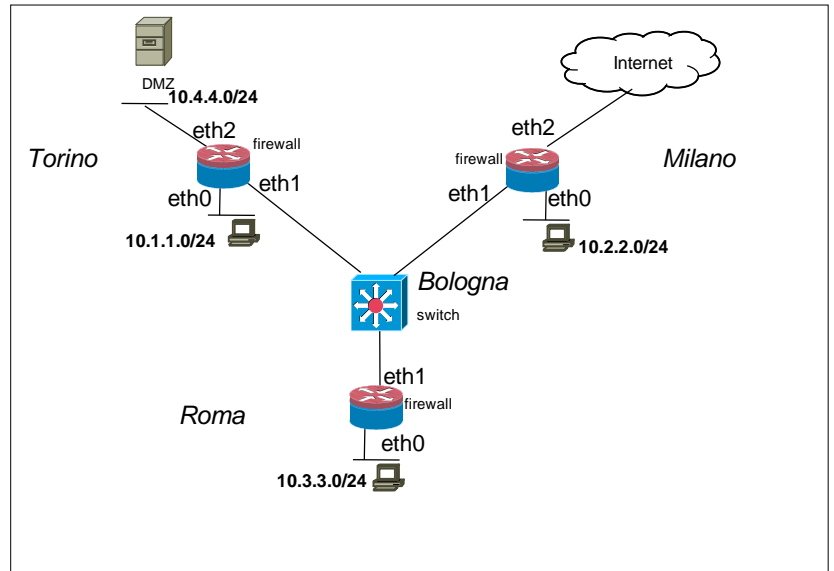 Internet
DMZ
10.4.4.0/24
eth2
firewall
Torino
eth1
eth0
10.1.1.0/24
eth2
firewall
Milano
eth1
eth0
10.2.2.0/24
Bologna
switch
eth1
firewall
Roma
eth0
10.3.3.0/24